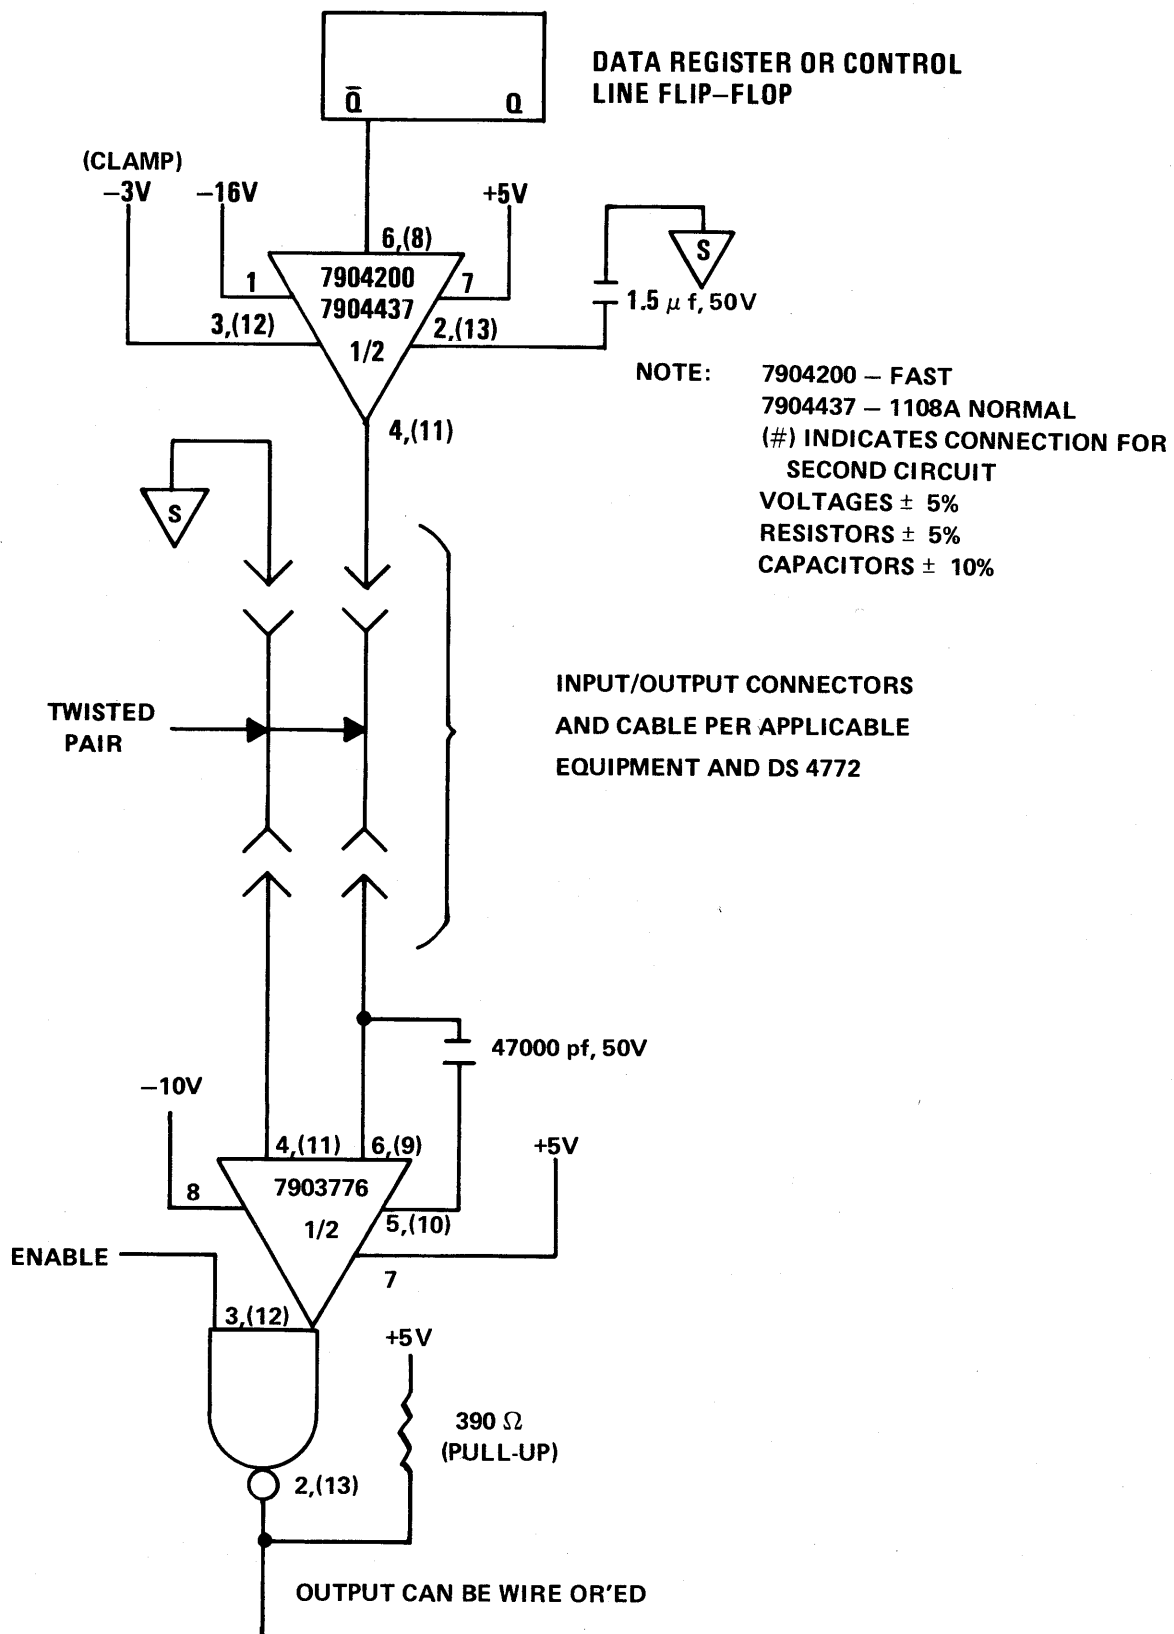 DATA REGISTER OR CONTROL
LINE FLIP–FLOP
Q̅ Q
(CLAMP)
–3V –16V +5V
6,(8)
S
1 7904200 7
7904437
1.5 μ f, 50V
3,(12) 2,(13)
1/2
4,(11)
NOTE: 7904200 – FAST
7904437 – 1108A NORMAL
(#) INDICATES CONNECTION FOR
SECOND CIRCUIT
VOLTAGES ± 5%
RESISTORS ± 5%
CAPACITORS ± 10%
S
TWISTED
PAIR
INPUT/OUTPUT CONNECTORS
AND CABLE PER APPLICABLE
EQUIPMENT AND DS 4772
47000 pf, 50V
–10V
4,(11) 6,(9) +5V
8 7903776
1/2 5,(10)
ENABLE
7
3,(12)
+5V
390 Ω
(PULL-UP)
2,(13)
OUTPUT CAN BE WIRE OR'ED